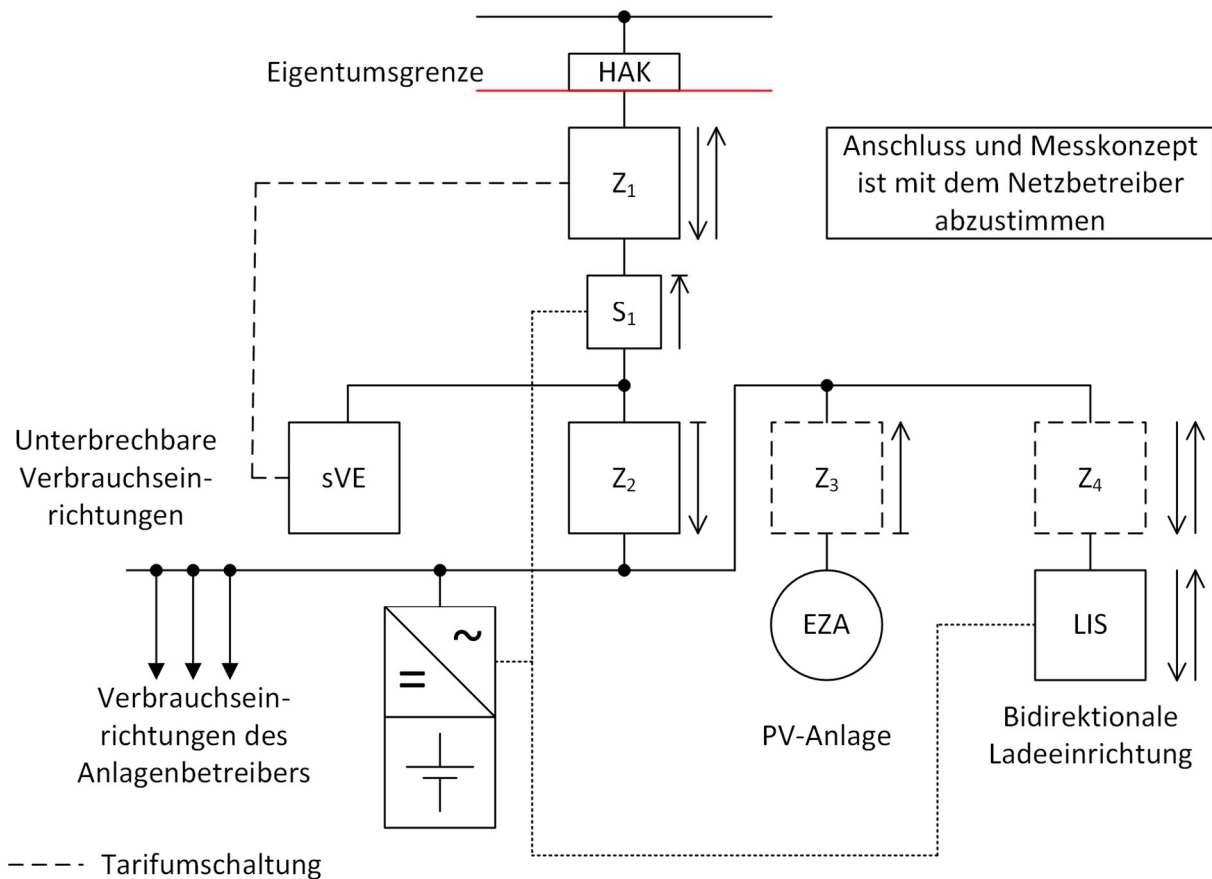 Eigentumsgrenze
HAK
Z₁
Anschluss und Messkonzept
ist mit dem Netzbetreiber
abzustimmen
S₁
Unterbrechbare
Verbrauchsein-
richtungen
sVE
Z₂
Z₃
Z₄
~
=
EZA
LIS
Verbrauchsein-
richtungen des
Anlagenbetreibers
PV-Anlage
Bidirektionale
Ladeeinrichtung
Tarifumschaltung